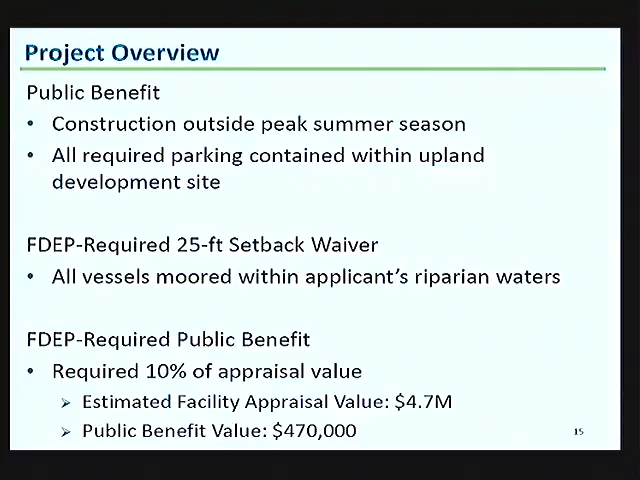 Project Overview
Public Benefit
• Construction outside peak summer season
• All required parking contained within upland
development site
FDEP-Required 25-ft Setback Waiver
• All vessels moored within applicant's riparian waters
FDEP-Required Public Benefit
• Required 10% of appraisal value
➢ Estimated Facility Appraisal Value: $4.7M
➢ Public Benefit Value: $470,000
15